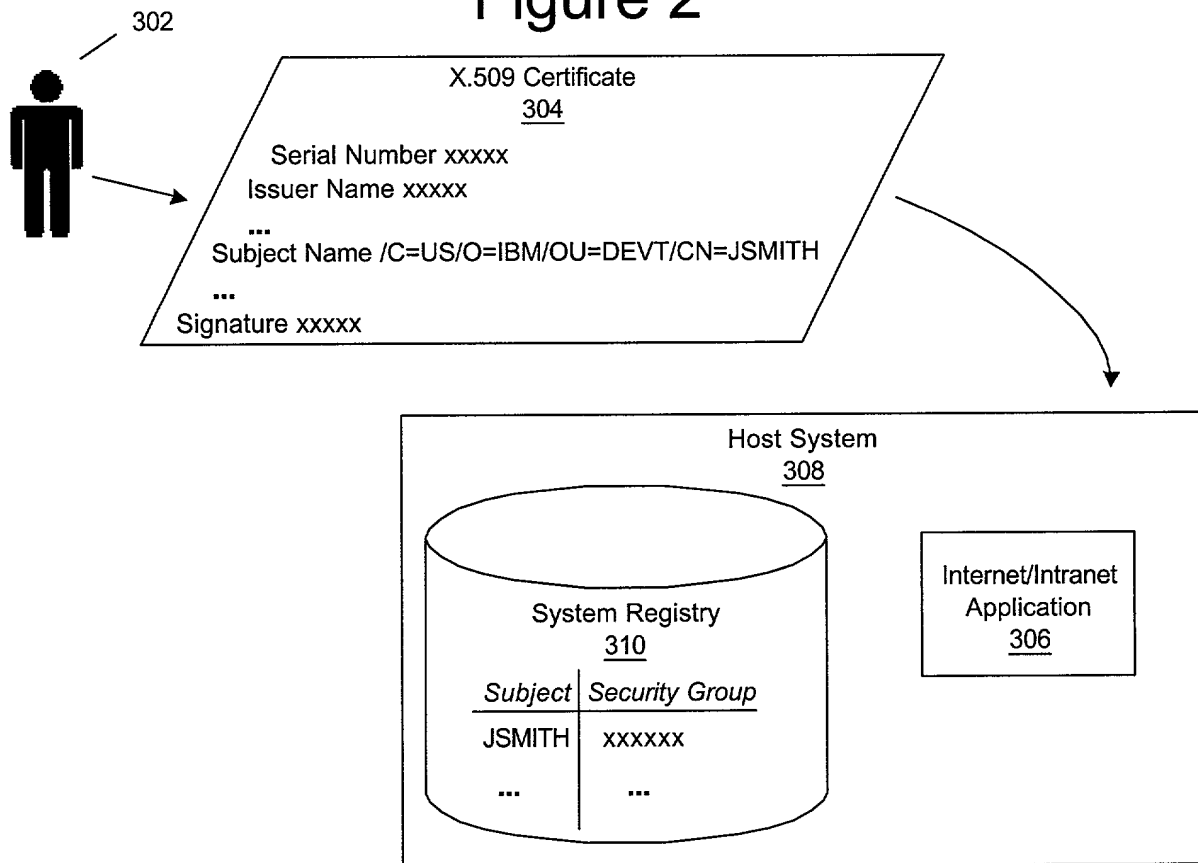 Figure 2
302
X.509 Certificate
304
Serial Number xxxxx
Issuer Name xxxxx
...
Subject Name /C=US/O=IBM/OU=DEVT/CN=JSMITH
...
Signature xxxxx
Host System
308
System Registry
310
Subject Security Group
JSMITH xxxxxx
... ...
Internet/Intranet
Application
306